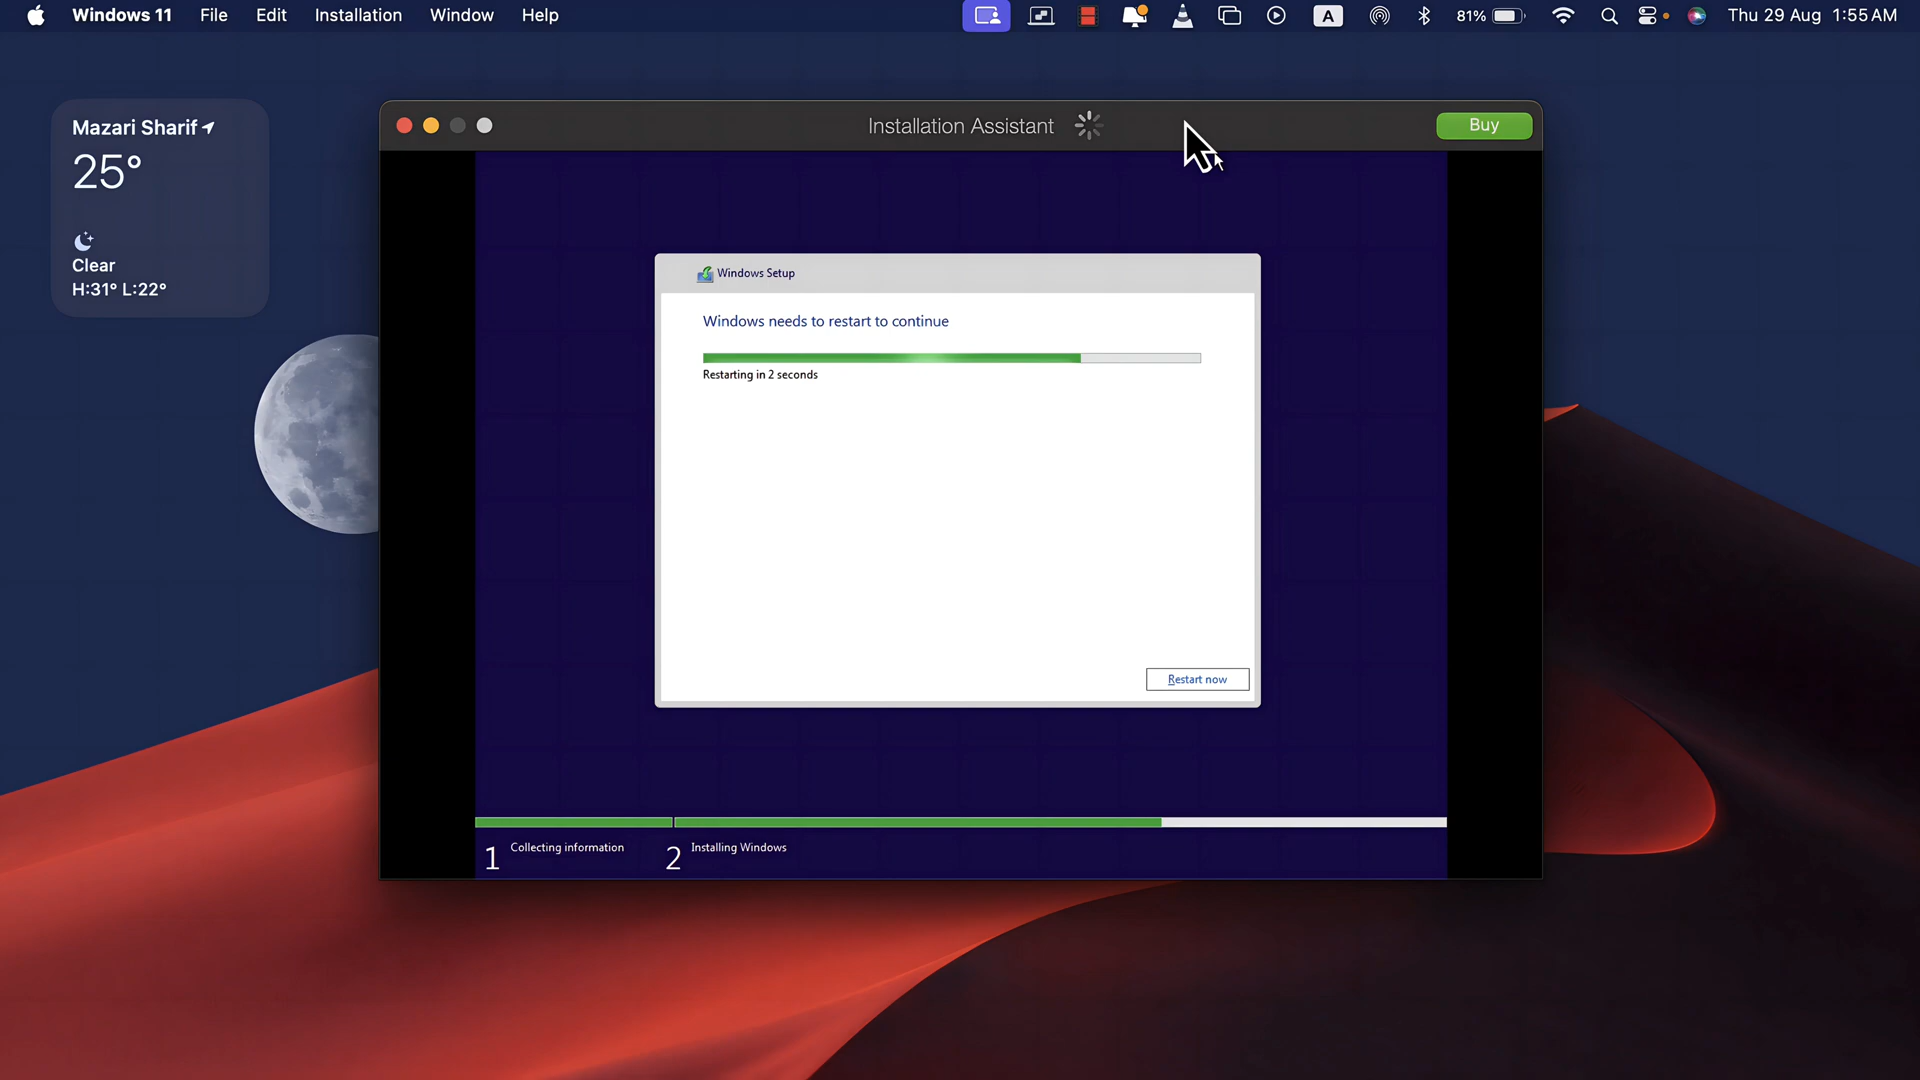 Windows 11 File Edit Installation Window Help A 81% Thu 29 Aug 1:55 AM
Mazari Sharif
25°
Clear
H:31° L:22°
Installation Assistant
Buy
Windows Setup
Windows needs to restart to continue
Restarting in 2 seconds
Restart now
1 Collecting information 2 Installing Windows